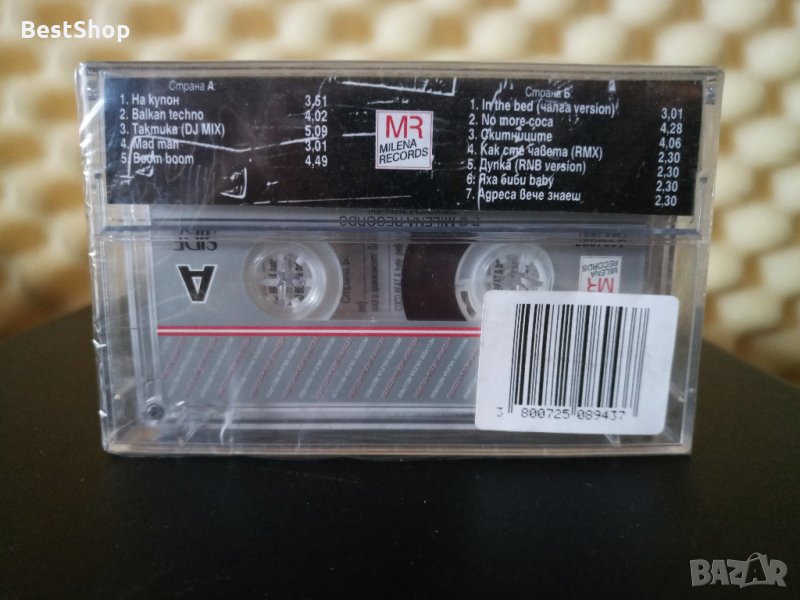 BestShop
Страна А:
1. На купон 3,51
2. Balkan techno 4,02
3. Тактика (DJ MIX) 5,09
4. Mad man 3,01
5. Boom boom 4,49
MR
MILENA
RECORDS
Страна Б:
1. In the bed (чалга version) 3,01
2. No more-coca 4,28
3. Скитниците 4,06
4. Как сте чавета (RMX) 2,30
5. Дупка (RNB version) 2,30
6. Яха биби baby 2,30
7. Адреса вече знаеш 2,30
MILENA RECORDS
SIDE
A
MR
MILENA
RECORDS
3 800725 089437
BAZAR